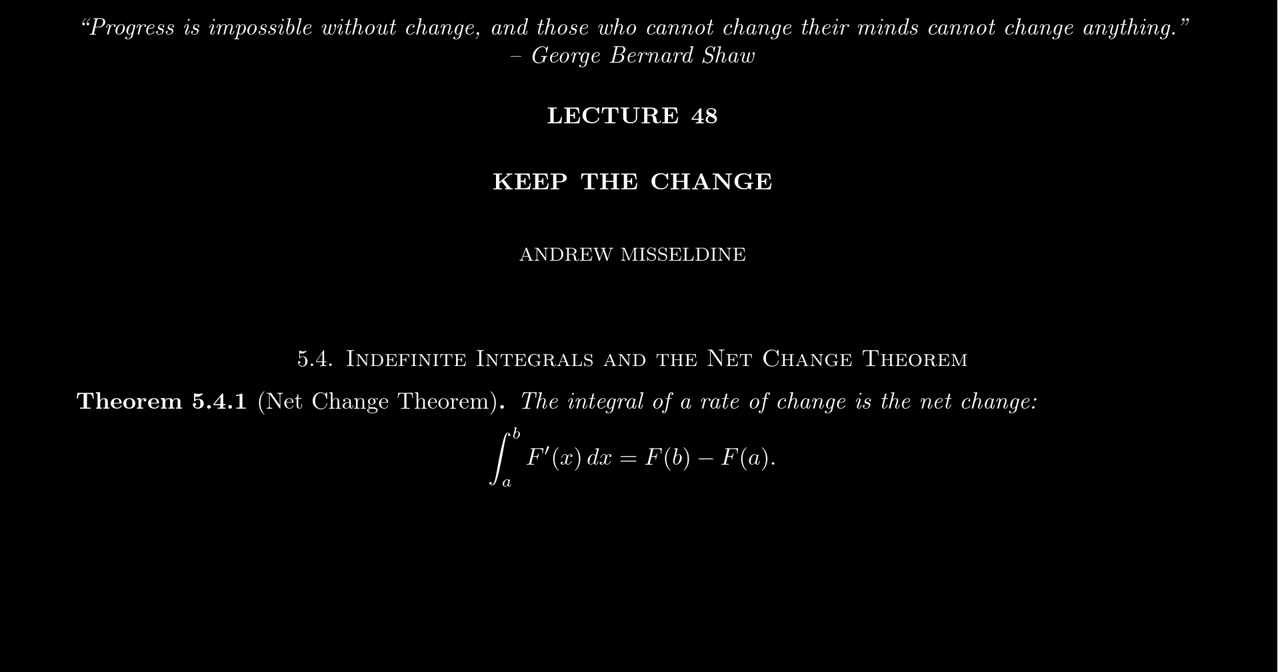 “Progress is impossible without change, and those who cannot change their minds cannot change anything.”
– George Bernard Shaw
LECTURE 48
KEEP THE CHANGE
ANDREW MISSELDINE
5.4. Indefinite Integrals and the Net Change Theorem
Theorem 5.4.1 (Net Change Theorem). The integral of a rate of change is the net change:
∫_a^b F′(x) dx = F(b) − F(a).